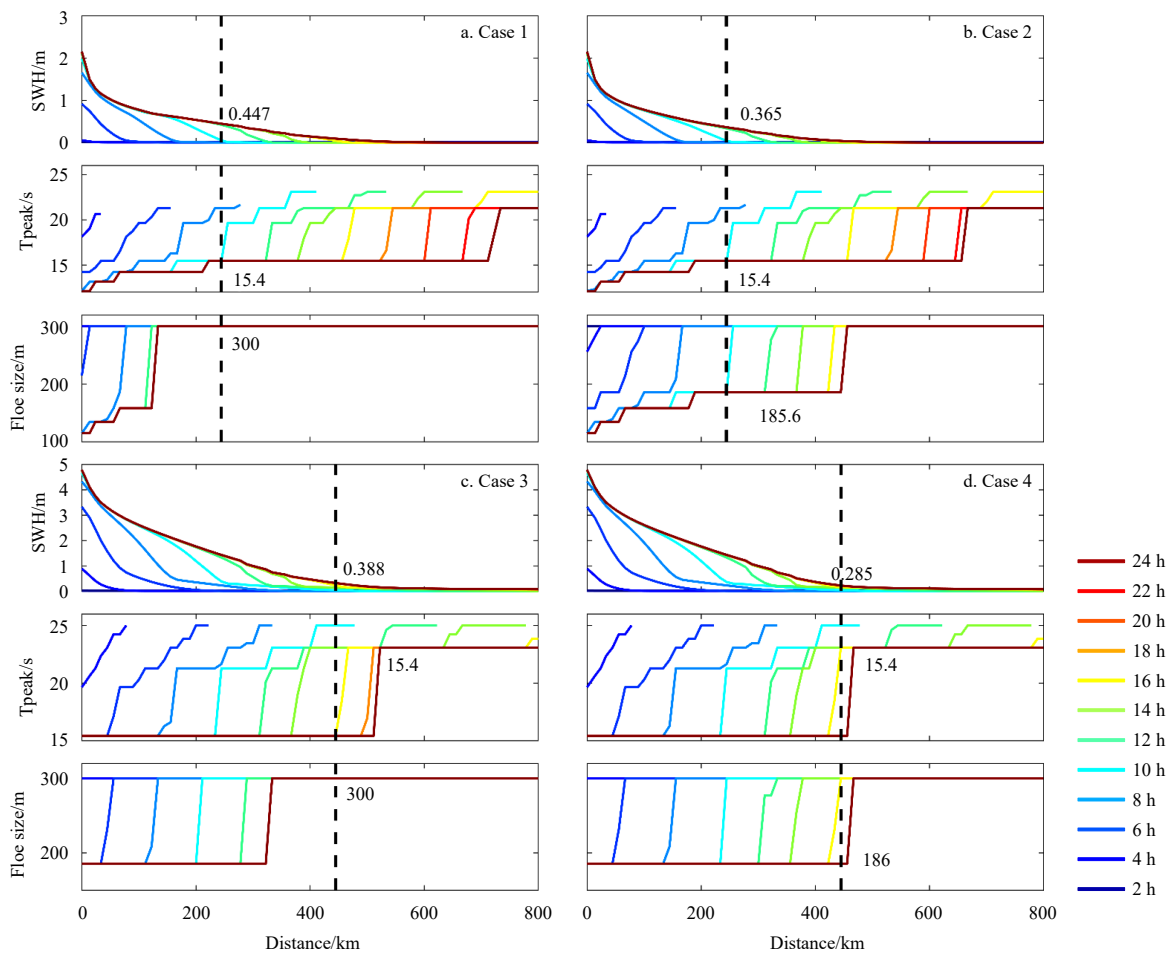 a. Case 1
SWH/m
3
2
1
0
0.447
b. Case 2
0.365
Tpeak/s
25
20
15
15.4
15.4
Floe size/m
300
200
100
300
185.6
c. Case 3
SWH/m
5
4
3
2
1
0
0.388
d. Case 4
0.285
Tpeak/s
25
20
15
15.4
15.4
Floe size/m
300
200
300
186
0 200 400 600 800
0 200 400 600 800
Distance/km
Distance/km
24 h
22 h
20 h
18 h
16 h
14 h
12 h
10 h
8 h
6 h
4 h
2 h